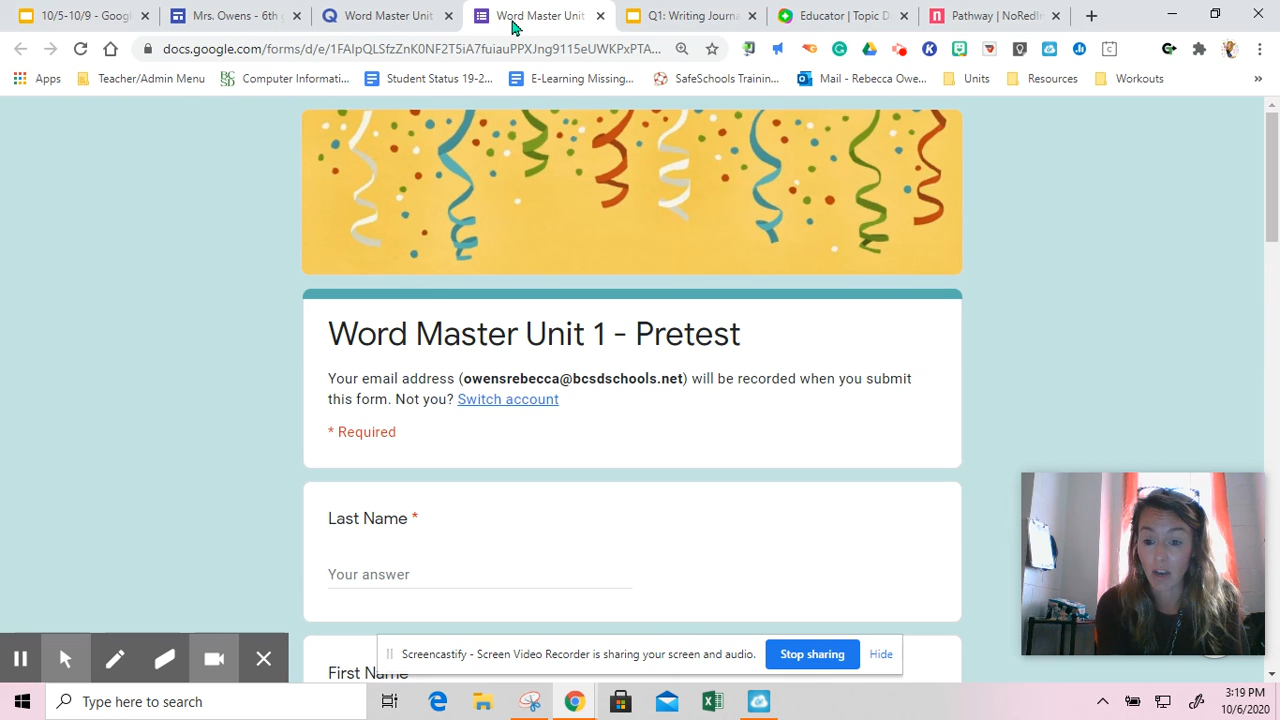 10/5-10/9 - Goog
Mrs. Owens - 6th g
Word Master Unit
Word Master Unit
Q1: Writing Journ
Educator | Topic D
Pathway | NoRedIn
docs.google.com/forms/d/e/1FAIpQLSfzZnK0NF2T5iA7fuiauPPXJng9115eUWKPxPTA...
Apps
Teacher/Admin Menu
Computer Informati...
Student Status 19-2...
E-Learning Missing...
SafeSchools Trainin...
Mail - Rebecca Owe...
Units
Resources
Workouts
»
Word Master Unit 1 - Pretest
Your email address (owensrebecca@bcsdschools.net) will be recorded when you submit
this form. Not you? Switch account
* Required
Last Name *
Your answer
First Name
Screencastify - Screen Video Recorder is sharing your screen and audio.
Stop sharing
Hide
Type here to search
3:19 PM
10/6/2020